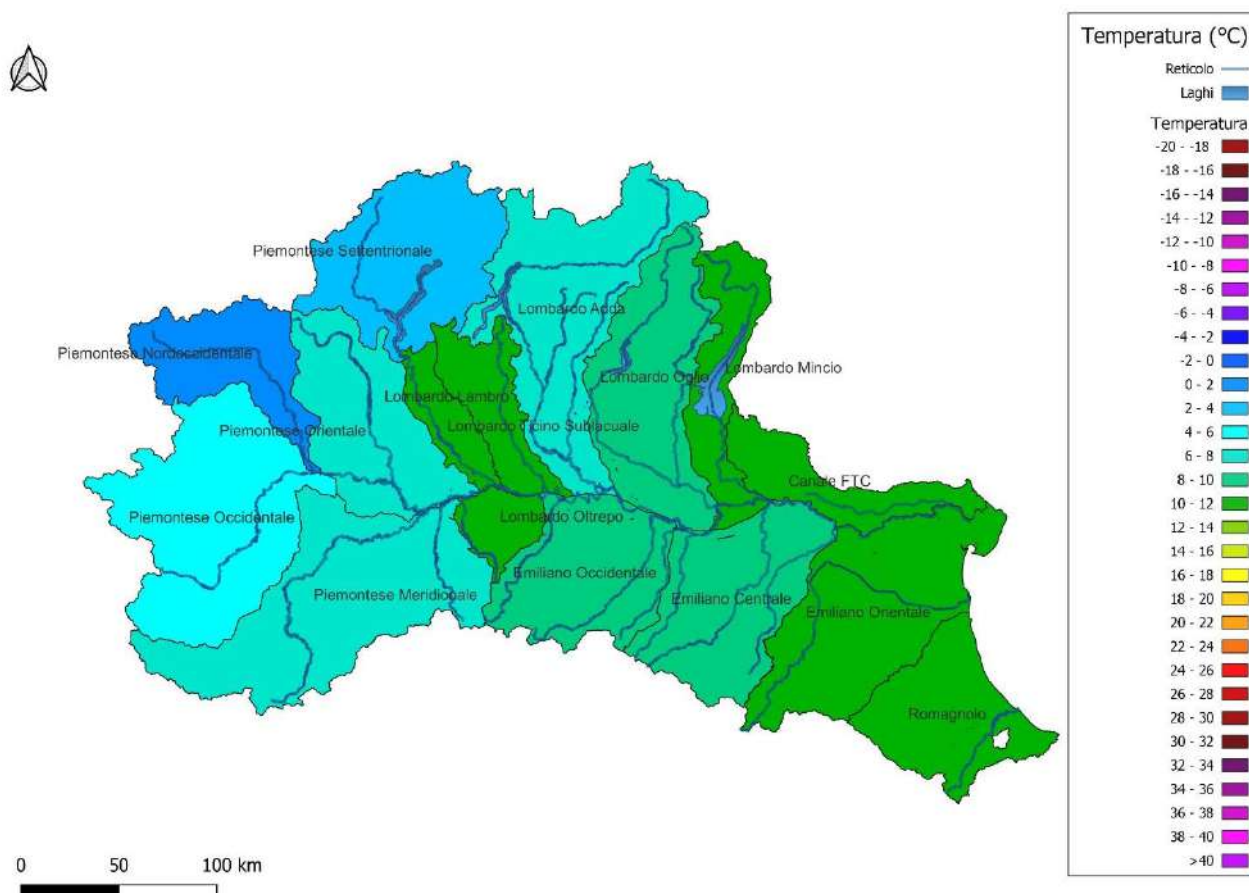 Temperatura (°C)
Reticolo
Laghi
Temperatura
-20 - -18
-18 - -16
-16 - -14
-14 - -12
-12 - -10
-10 - -8
-8 - -6
-6 - -4
-4 - -2
-2 - 0
0 - 2
2 - 4
4 - 6
6 - 8
8 - 10
10 - 12
12 - 14
14 - 16
16 - 18
18 - 20
20 - 22
22 - 24
24 - 26
26 - 28
28 - 30
30 - 32
32 - 34
34 - 36
36 - 38
38 - 40
>40
Piemontese Settentrionale
Lombardo Adda
Piemontese Nordoccidentale
Lombardo Mincio
Lombardo Oglio
Lombardo Lambro
Lombardo Ticino Sublacuale
Piemontese Orientale
Canale FTC
Piemontese Occidentale
Lombardo Oltrepo
Emiliano Occidentale
Piemontese Meridionale
Emiliano Centrale
Emiliano Orientale
Romagnolo
0 50 100 km